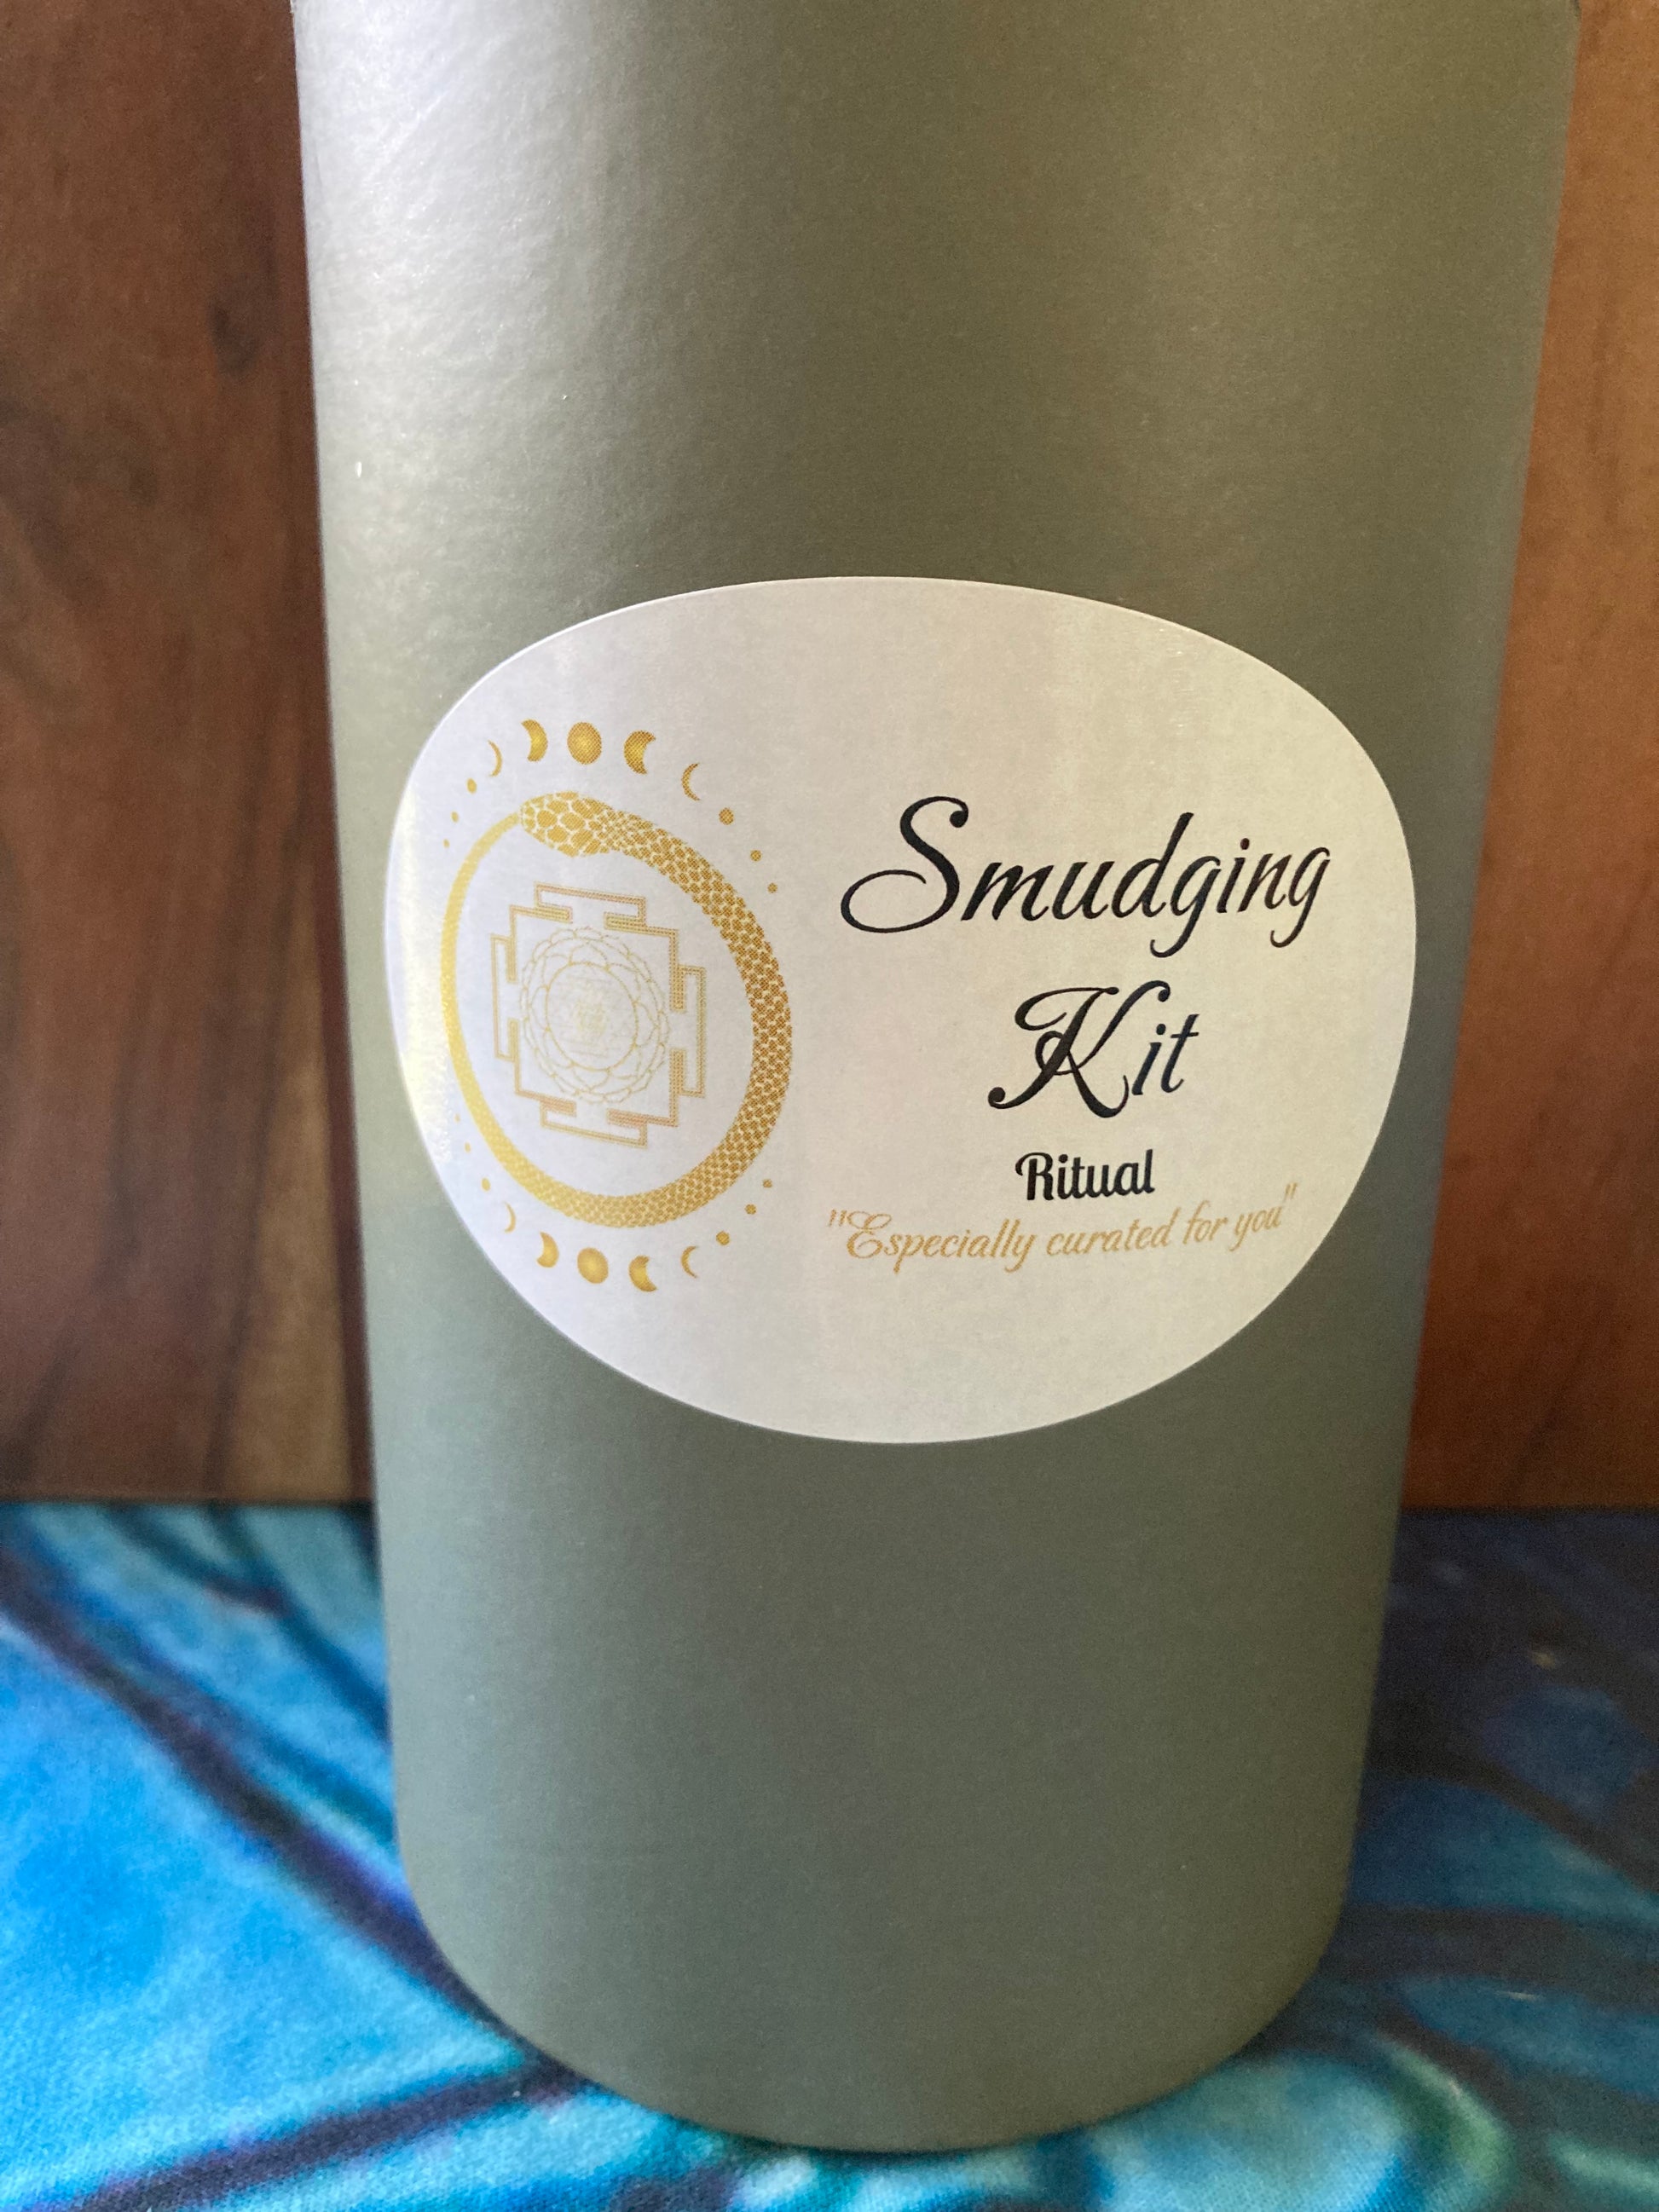 Smudging
Kit
Ritual
"Especially curated for you"